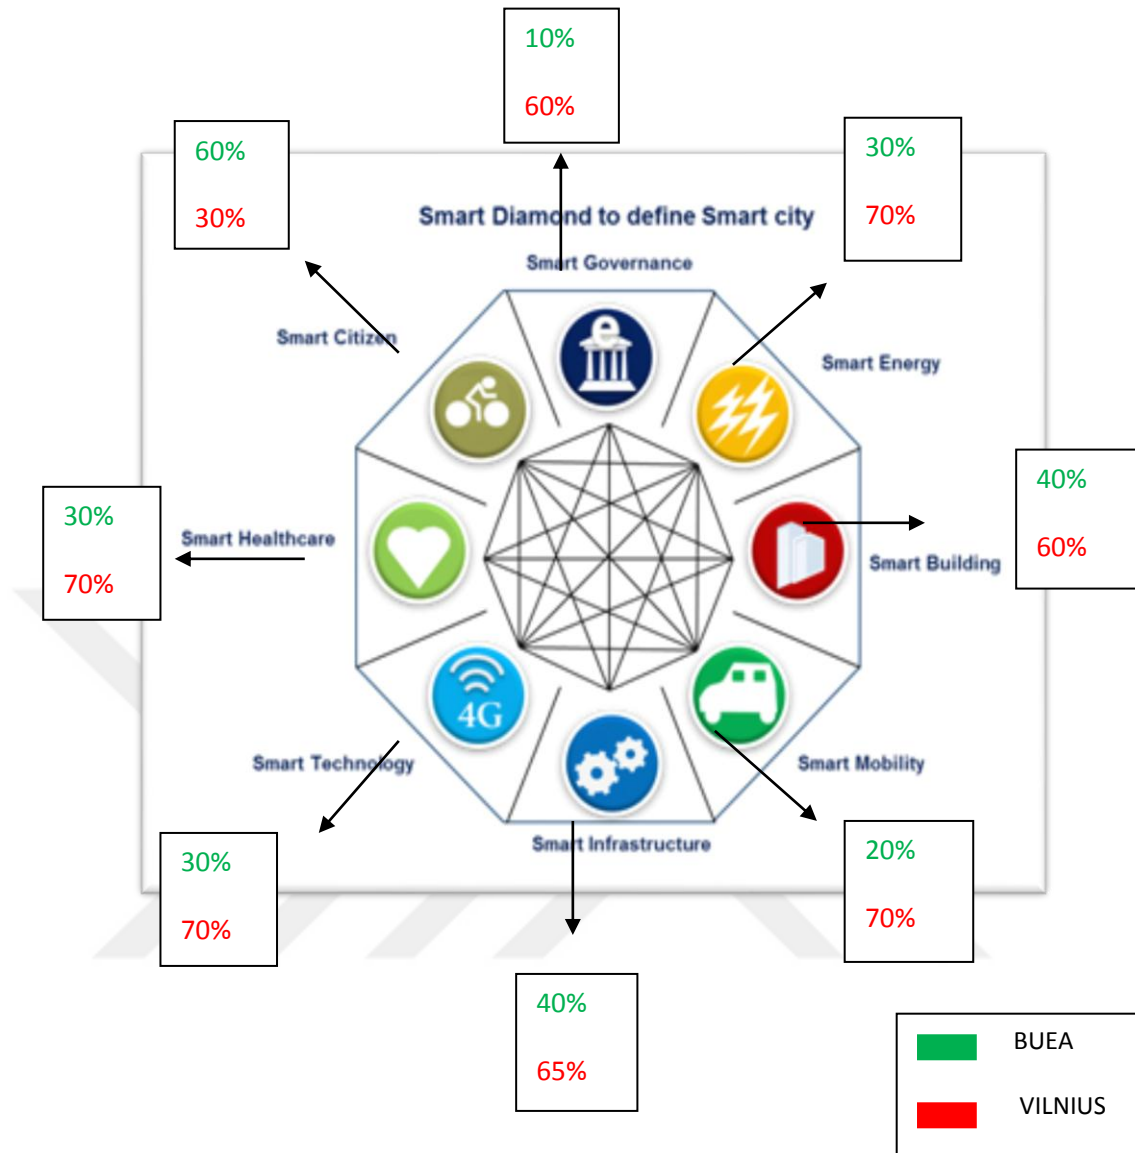 10%
60%
60%
30%
30%
70%
Smart Diamond to define Smart city
Smart Governance
Smart Citizen
Smart Energy
40%
60%
30%
70%
Smart Healthcare
Smart Building
e
4G
Smart Technology
Smart Mobility
Smart Infrastructure
30%
70%
20%
70%
40%
65%
BUEA
VILNIUS